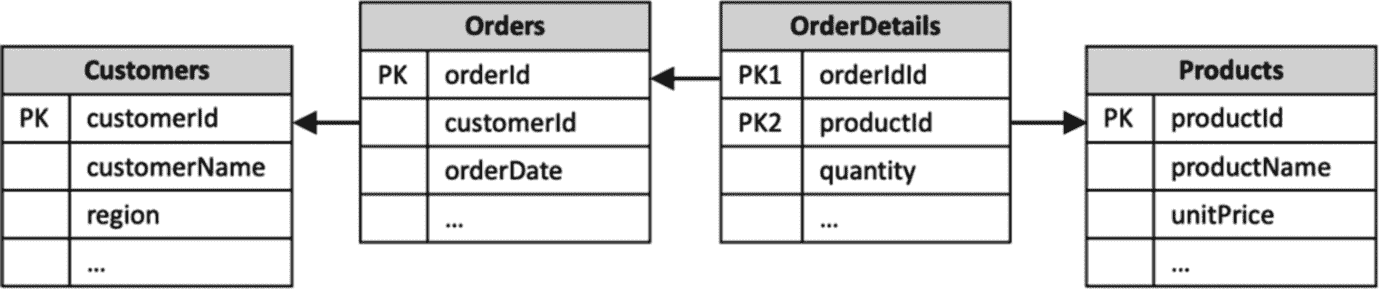 Customers
PK customerId
customerName
region
...
Orders
PK orderId
customerId
orderDate
...
OrderDetails
PK1 orderIdId
PK2 productId
quantity
...
Products
PK productId
productName
unitPrice
...